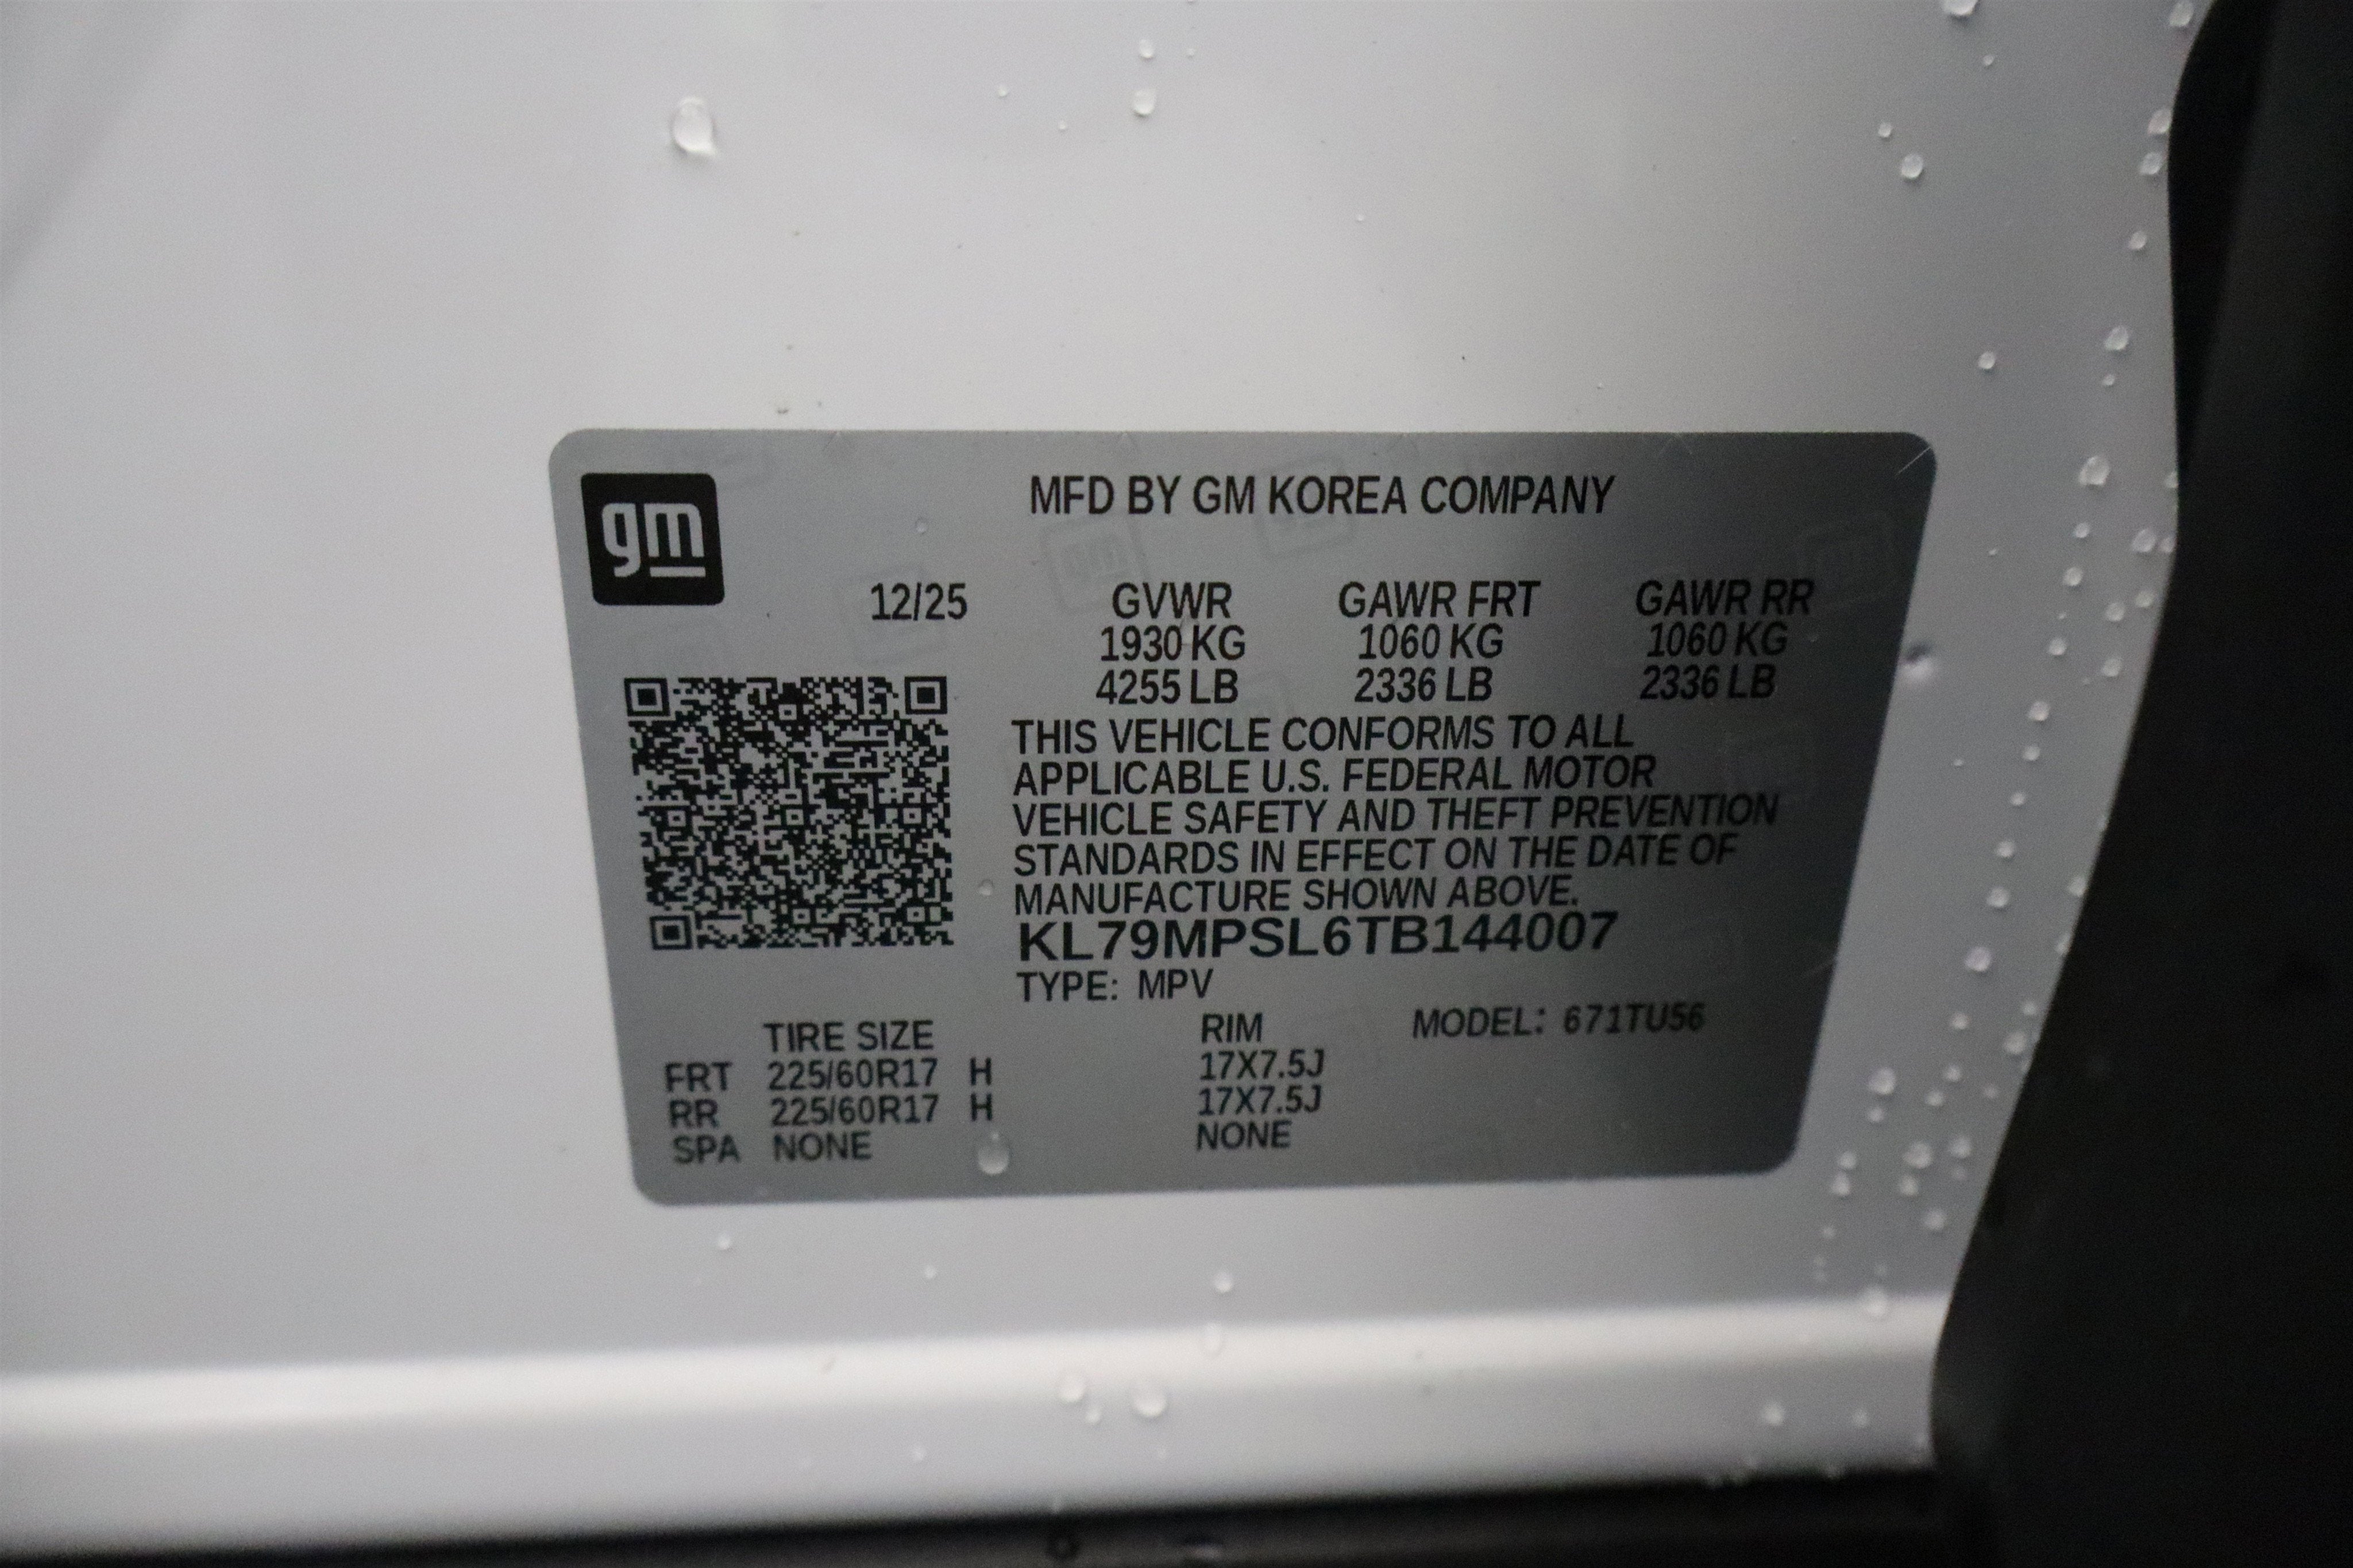 gm
MFD BY GM KOREA COMPANY
12/25 GVWR GAWR FRT GAWR RR
1930 KG 1060 KG 1060 KG
4255 LB 2336 LB 2336 LB
THIS VEHICLE CONFORMS TO ALL
APPLICABLE U.S. FEDERAL MOTOR
VEHICLE SAFETY AND THEFT PREVENTION
STANDARDS IN EFFECT ON THE DATE OF
MANUFACTURE SHOWN ABOVE.
KL79MPSL6TB144007
TYPE: MPV
TIRE SIZE RIM MODEL: 671TU56
FRT 225/60R17 H 17X7.5J
RR 225/60R17 H 17X7.5J
SPA NONE NONE